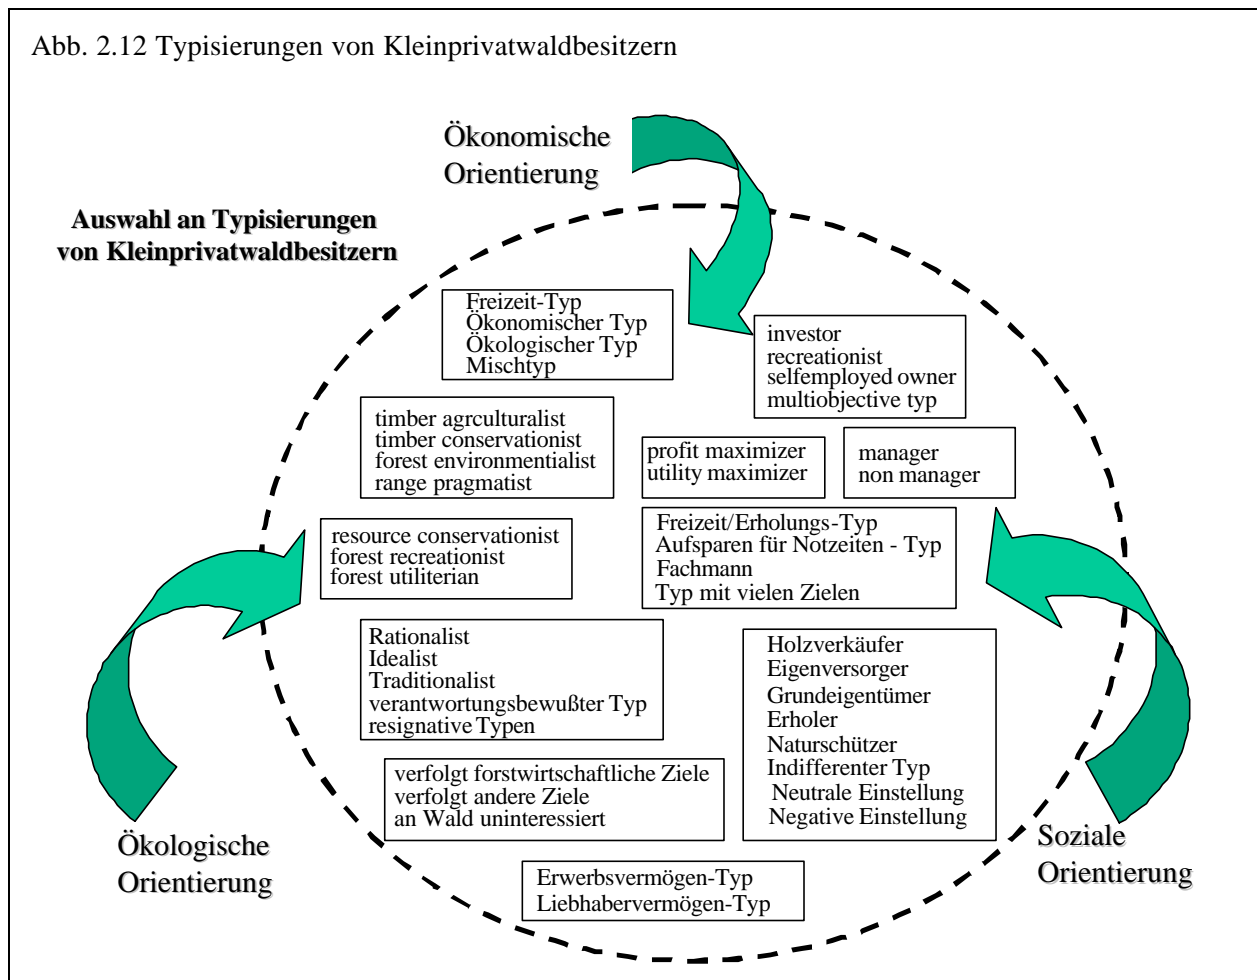 Abb. 2.12 Typisierungen von Kleinprivatwaldbesitzern
Ökonomische
Orientierung
Auswahl an Typisierungen
von Kleinprivatwaldbesitzern
Freizeit-Typ
Ökonomischer Typ
Ökologischer Typ
Mischtyp
investor
recreationist
selfemployed owner
multiobjective typ
timber agrculturalist
timber conservationist
forest environmentialist
range pragmatist
profit maximizer
utility maximizer
manager
non manager
resource conservationist
forest recreationist
forest utiliterian
Freizeit/Erholungs-Typ
Aufsparen für Notzeiten - Typ
Fachmann
Typ mit vielen Zielen
Rationalist
Idealist
Traditionalist
verantwortungsbewußter Typ
resignative Typen
Holzverkäufer
Eigenversorger
Grundeigentümer
Erholer
Naturschützer
Indifferenter Typ
Neutrale Einstellung
Negative Einstellung
verfolgt forstwirtschaftliche Ziele
verfolgt andere Ziele
an Wald uninteressiert
Ökologische
Orientierung
Soziale
Orientierung
Erwerbsvermögen-Typ
Liebhabervermögen-Typ